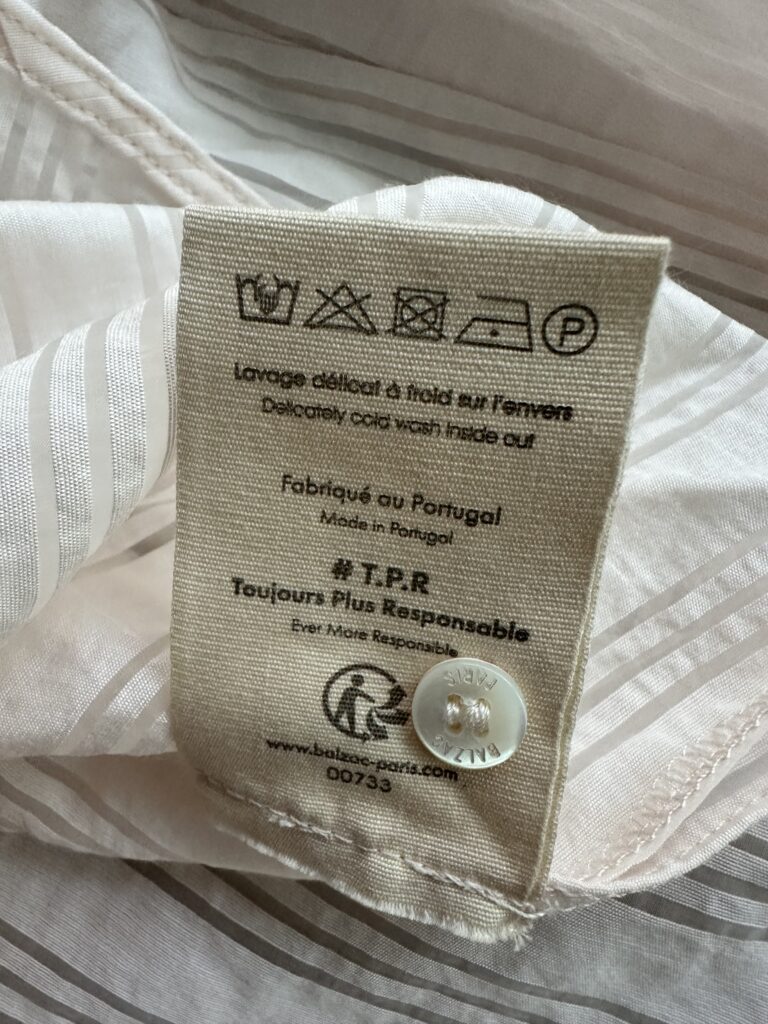 P
Lavage délicat à froid sur l'envers
Delicately cold wash inside out
Fabriqué au Portugal
Made in Portugal
# T.P.R
Toujours Plus Responsable
Ever More Responsible
PARIS
BALZAC
www.balzac-paris.com
00733